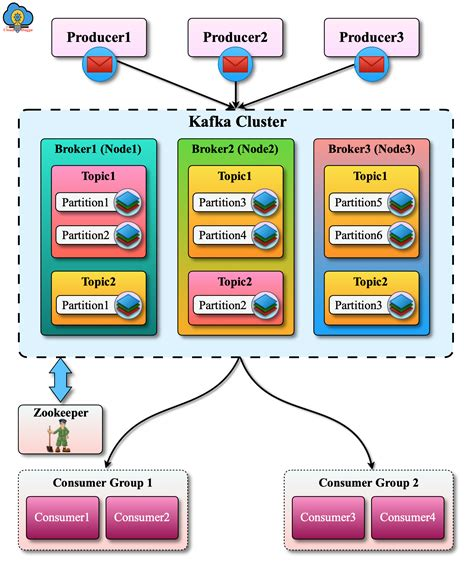 Producer1
Producer2
Producer3
Kafka Cluster
Broker1 (Node1)
Topic1
Partition1
Partition2
Topic2
Partition1
Broker2 (Node2)
Topic1
Partition3
Partition4
Topic2
Partition2
Broker3 (Node3)
Topic1
Partition5
Partition6
Topic2
Partition3
Zookeeper
Consumer Group 1
Consumer1
Consumer2
Consumer Group 2
Consumer3
Consumer4